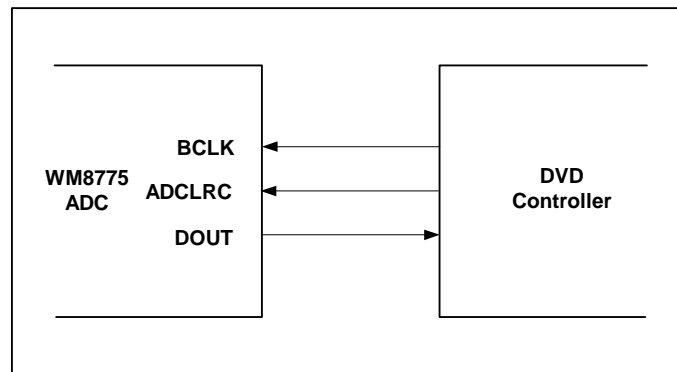 BCLK
WM8775
ADC
ADCLRC
DOUT
DVD
Controller